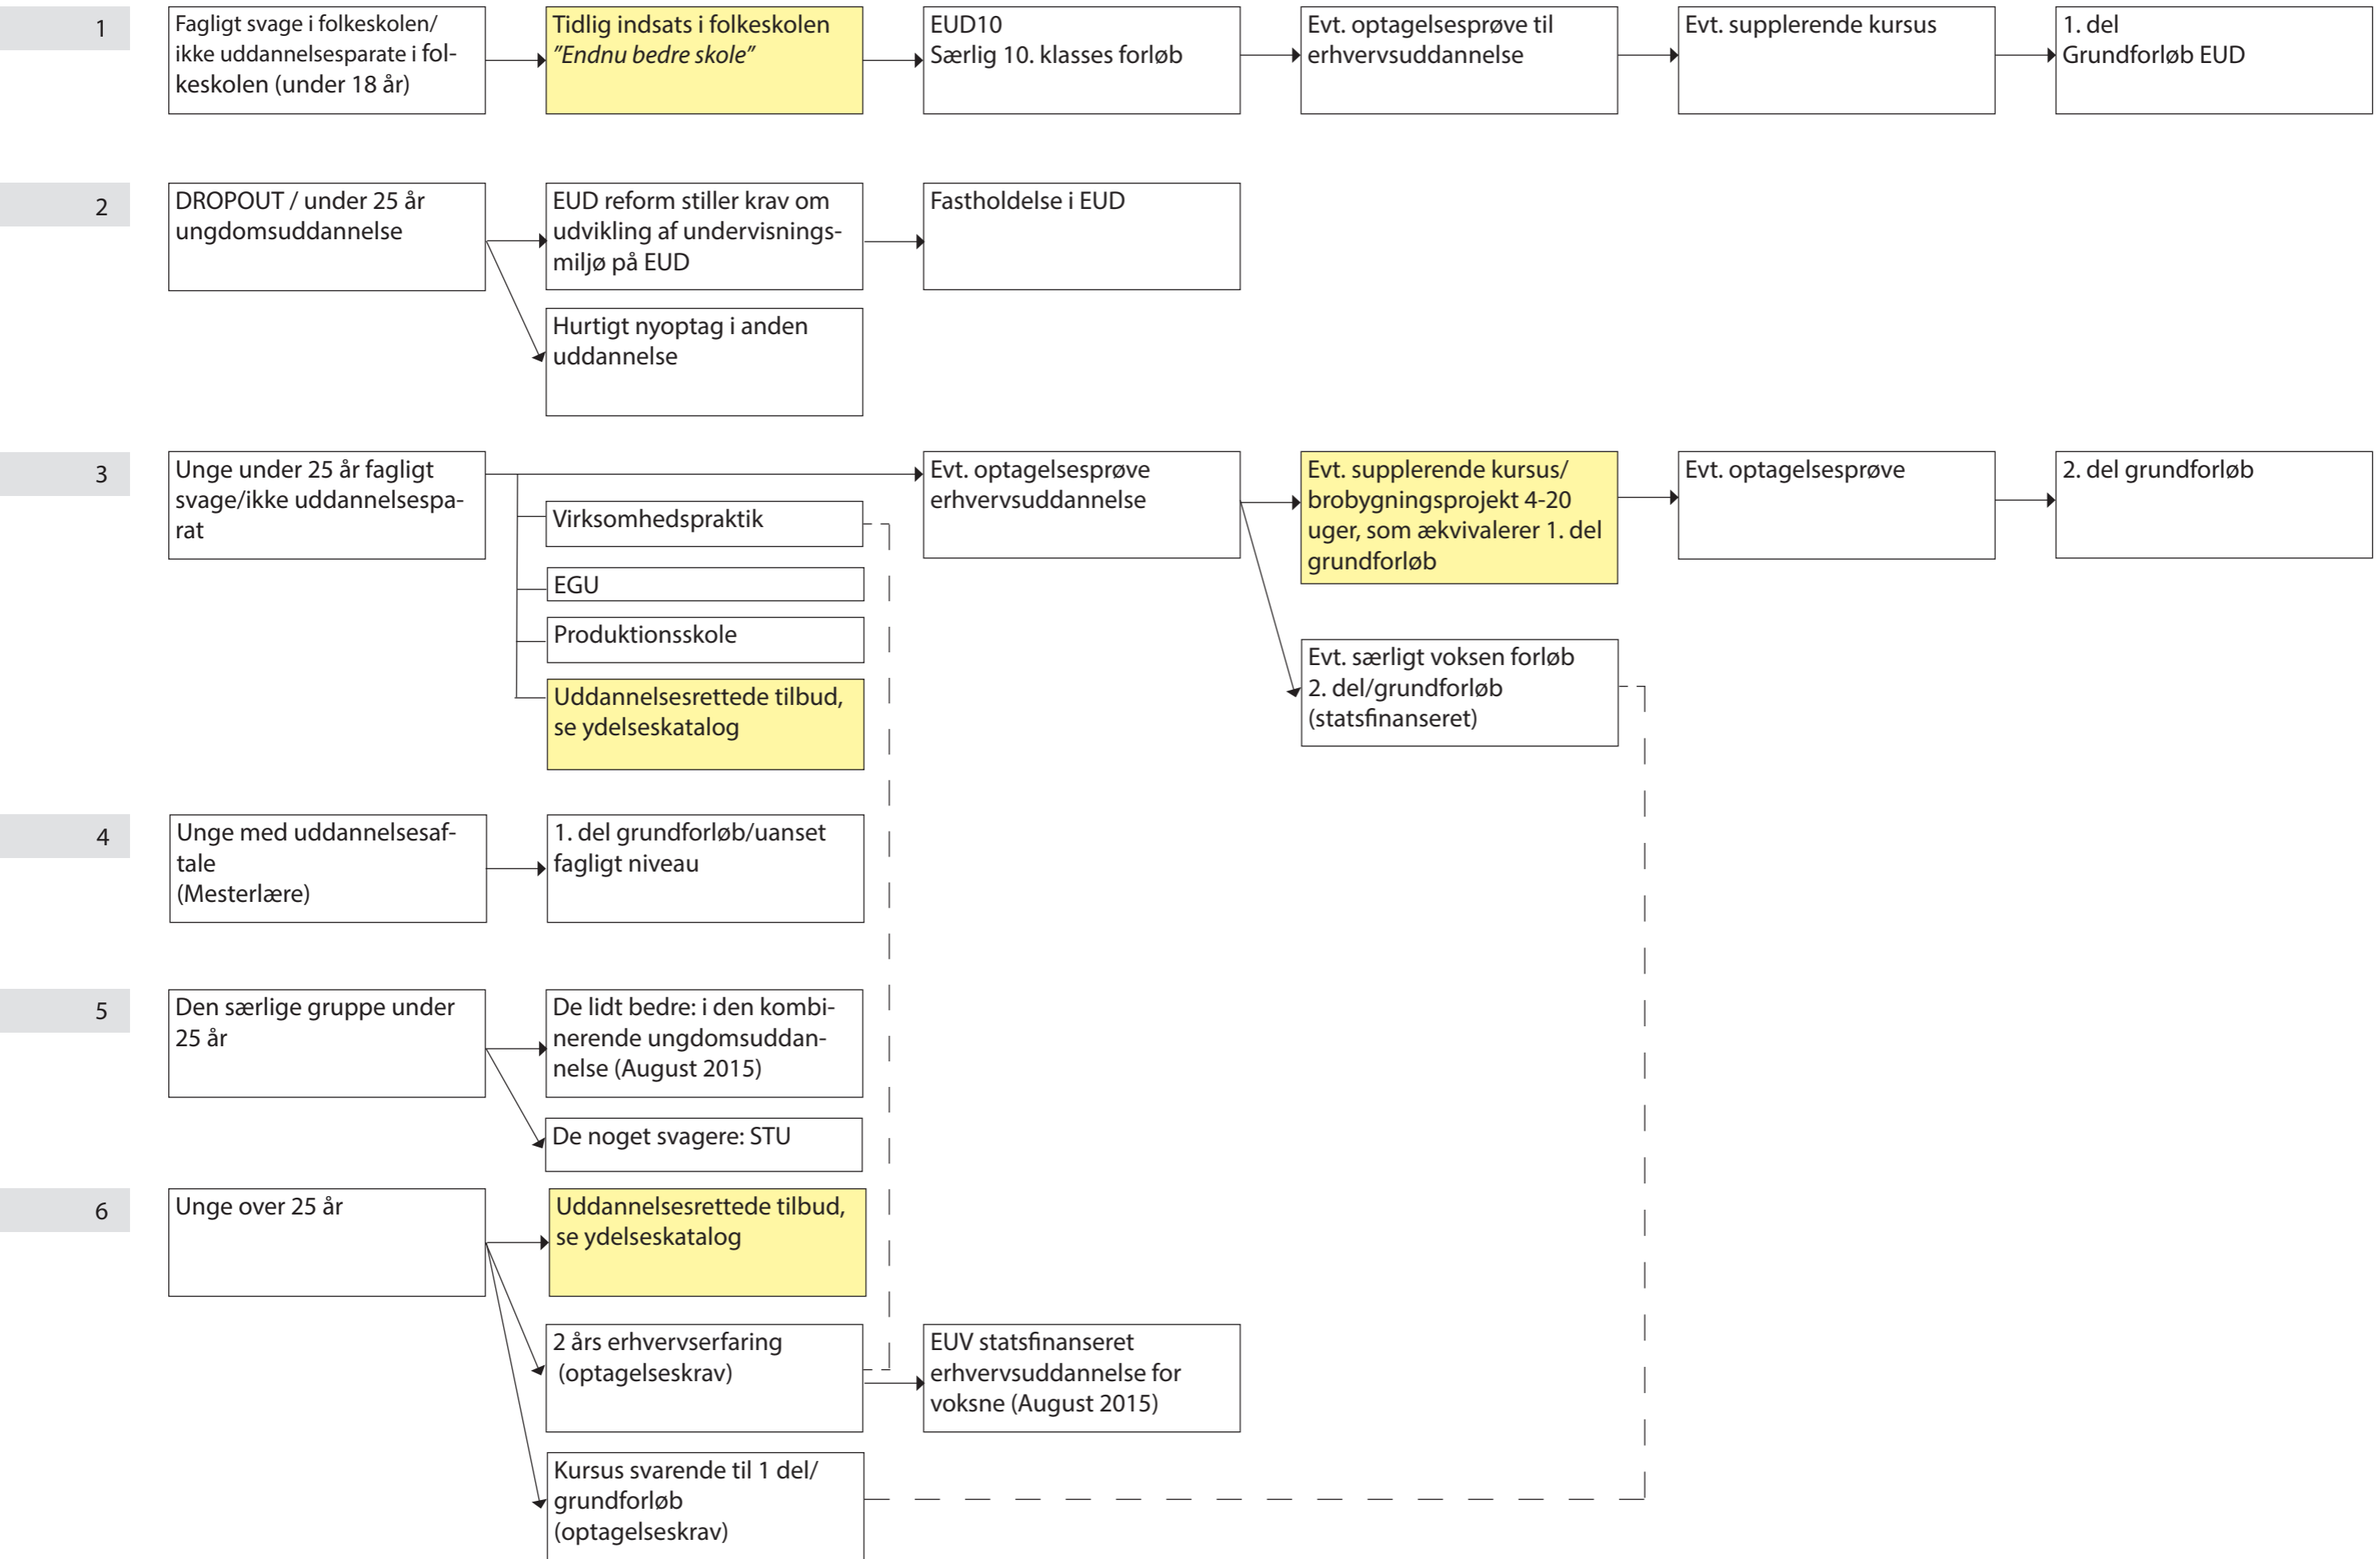 1
Fagligt svage i folkeskolen/
ikke uddannelsesparate i fol-
keskolen (under 18 år)
Tidlig indsats i folkeskolen
”Endnu bedre skole”
EUD10
Særlig 10. klasses forløb
Evt. optagelsesprøve til
erhvervsuddannelse
Evt. supplerende kursus
1. del
Grundforløb EUD
2
DROPOUT / under 25 år
ungdomsuddannelse
EUD reform stiller krav om
udvikling af undervisnings-
miljø på EUD
Fastholdelse i EUD
Hurtigt nyoptag i anden
uddannelse
3
Unge under 25 år fagligt
svage/ikke uddannelsespa-
rat
Virksomhedspraktik
EGU
Produktionsskole
Uddannelsesrettede tilbud,
se ydelseskatalog
Evt. optagelsesprøve
erhvervsuddannelse
Evt. supplerende kursus/
brobygningsprojekt 4-20
uger, som ækvivalerer 1. del
grundforløb
Evt. optagelsesprøve
2. del grundforløb
Evt. særligt voksen forløb
2. del/grundforløb
(statsfinanseret)
4
Unge med uddannelsesaf-
tale
(Mesterlære)
1. del grundforløb/uanset
fagligt niveau
5
Den særlige gruppe under
25 år
De lidt bedre: i den kombi-
nerende ungdomsuddan-
nelse (August 2015)
De noget svagere: STU
6
Unge over 25 år
Uddannelsesrettede tilbud,
se ydelseskatalog
2 års erhvervserfaring
(optagelseskrav)
EUV statsfinanseret
erhvervsuddannelse for
voksne (August 2015)
Kursus svarende til 1 del/
grundforløb
(optagelseskrav)